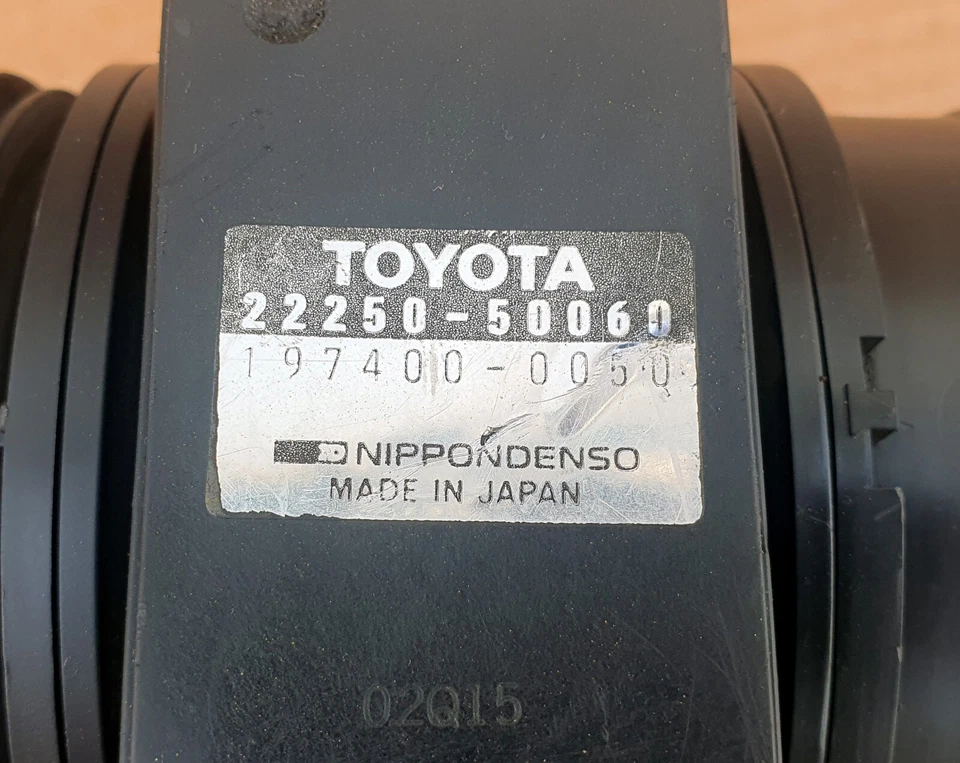 TOYOTA
22250-50060
197400-0050
NIPPONDENSO
MADE IN JAPAN
02Q15